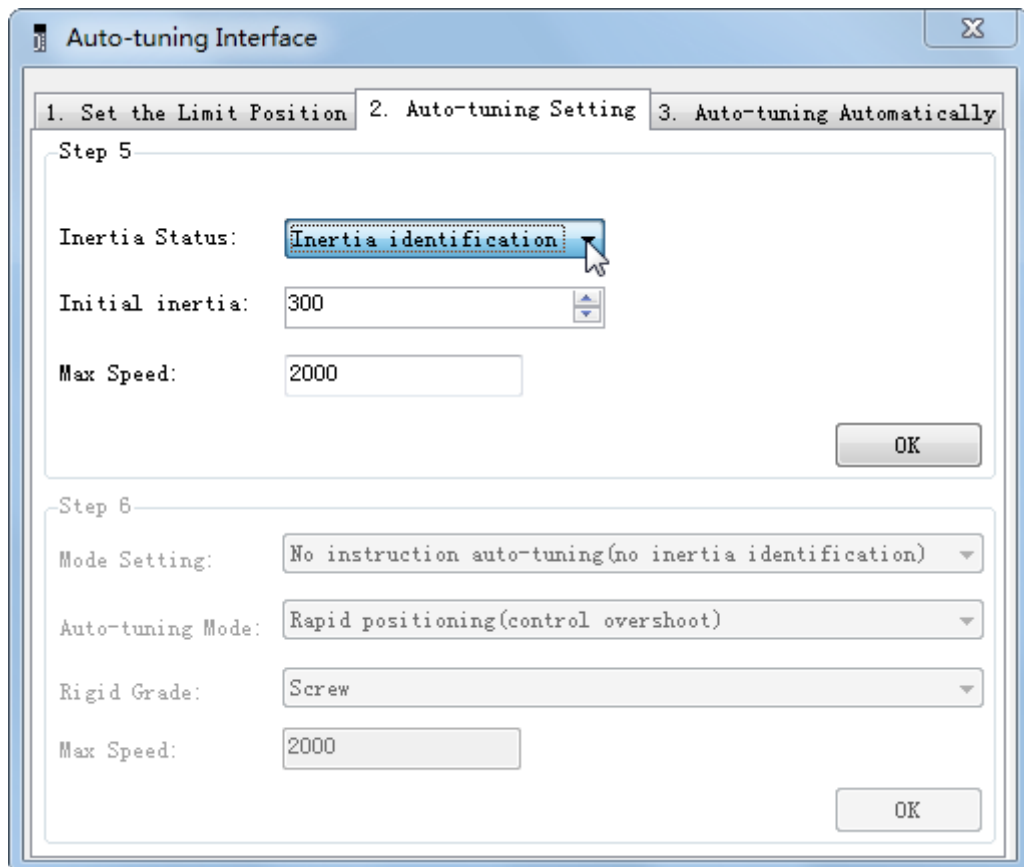 Auto-tuning Interface
1. Set the Limit Position 2. Auto-tuning Setting 3. Auto-tuning Automatically
Step 5
Inertia Status: Inertia identification
Initial inertia: 300
Max Speed: 2000
OK
Step 6
Mode Setting: No instruction auto-tuning(no inertia identification)
Auto-tuning Mode: Rapid positioning(control overshoot)
Rigid Grade: Screw
Max Speed: 2000
OK